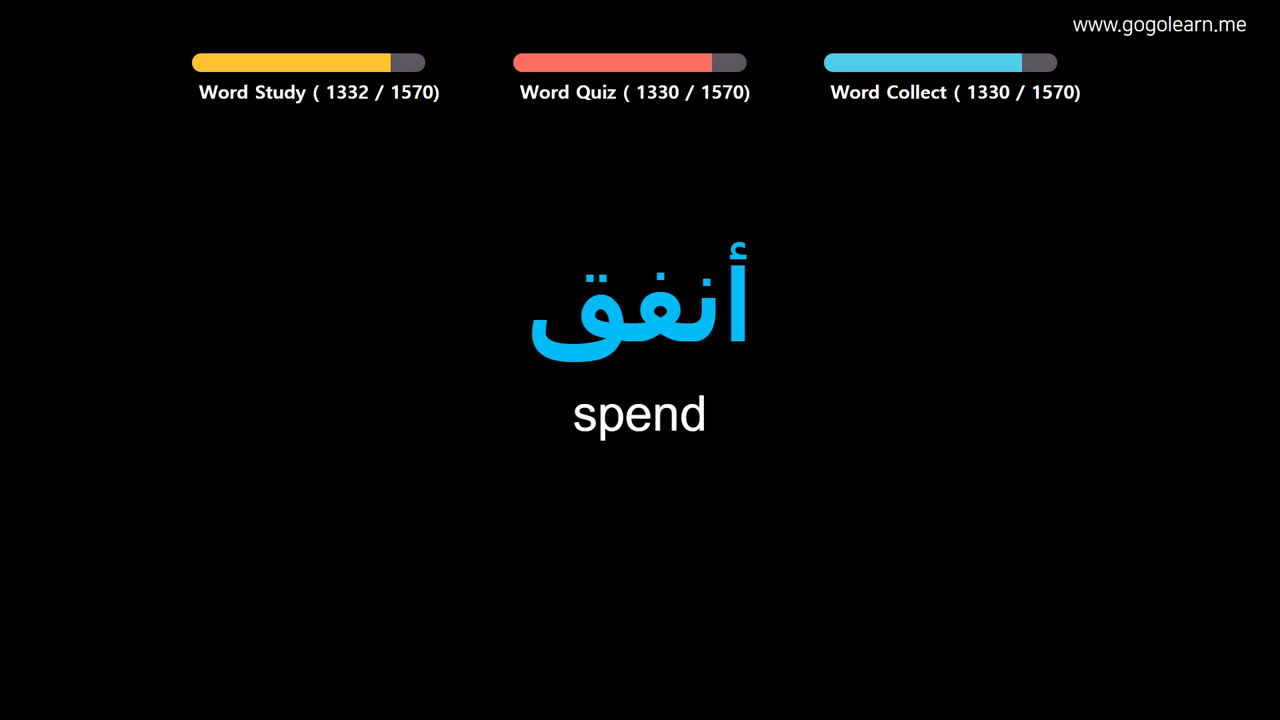 www.gogolearn.me
Word Study ( 1332 / 1570)
Word Quiz ( 1330 / 1570)
Word Collect ( 1330 / 1570)
أنفق
spend